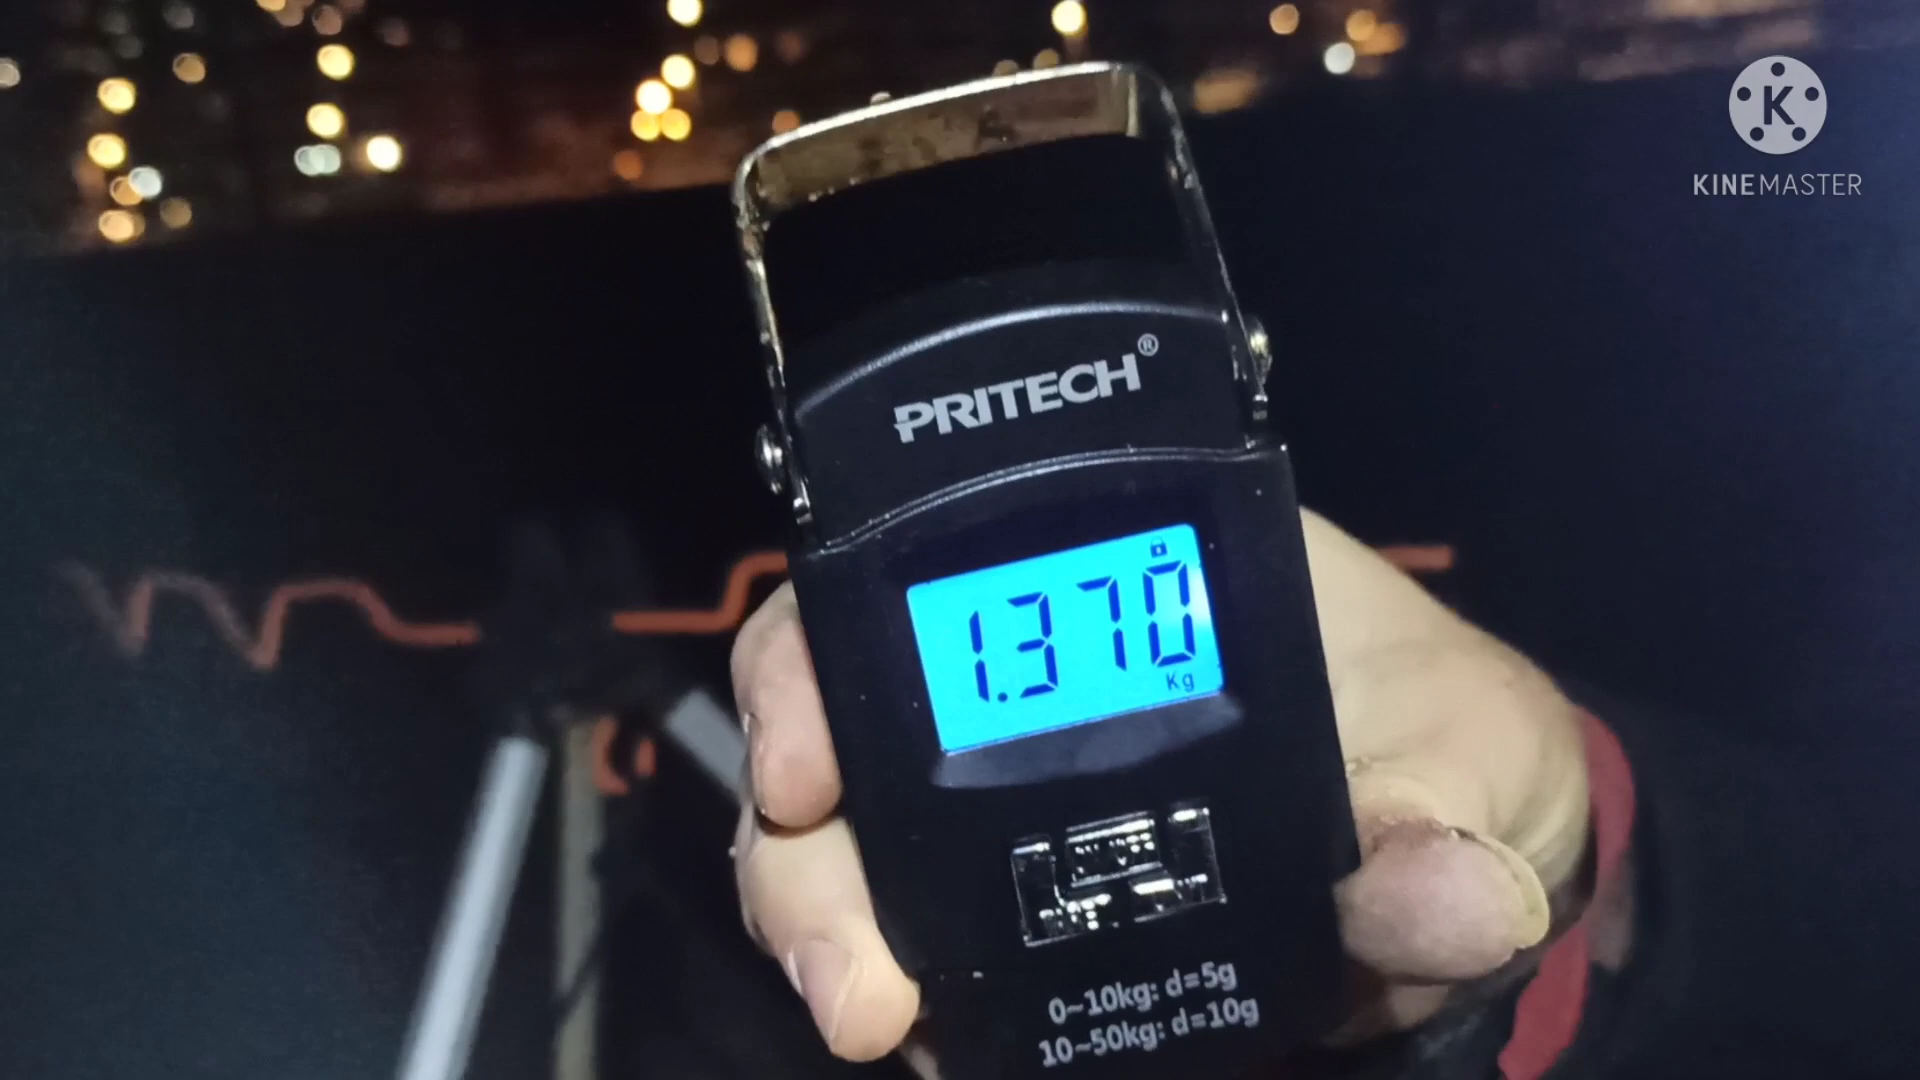 K
KINEMASTER
PRITECH®
1.370
Kg
0~10kg: d=5g
10~50kg: d=10g